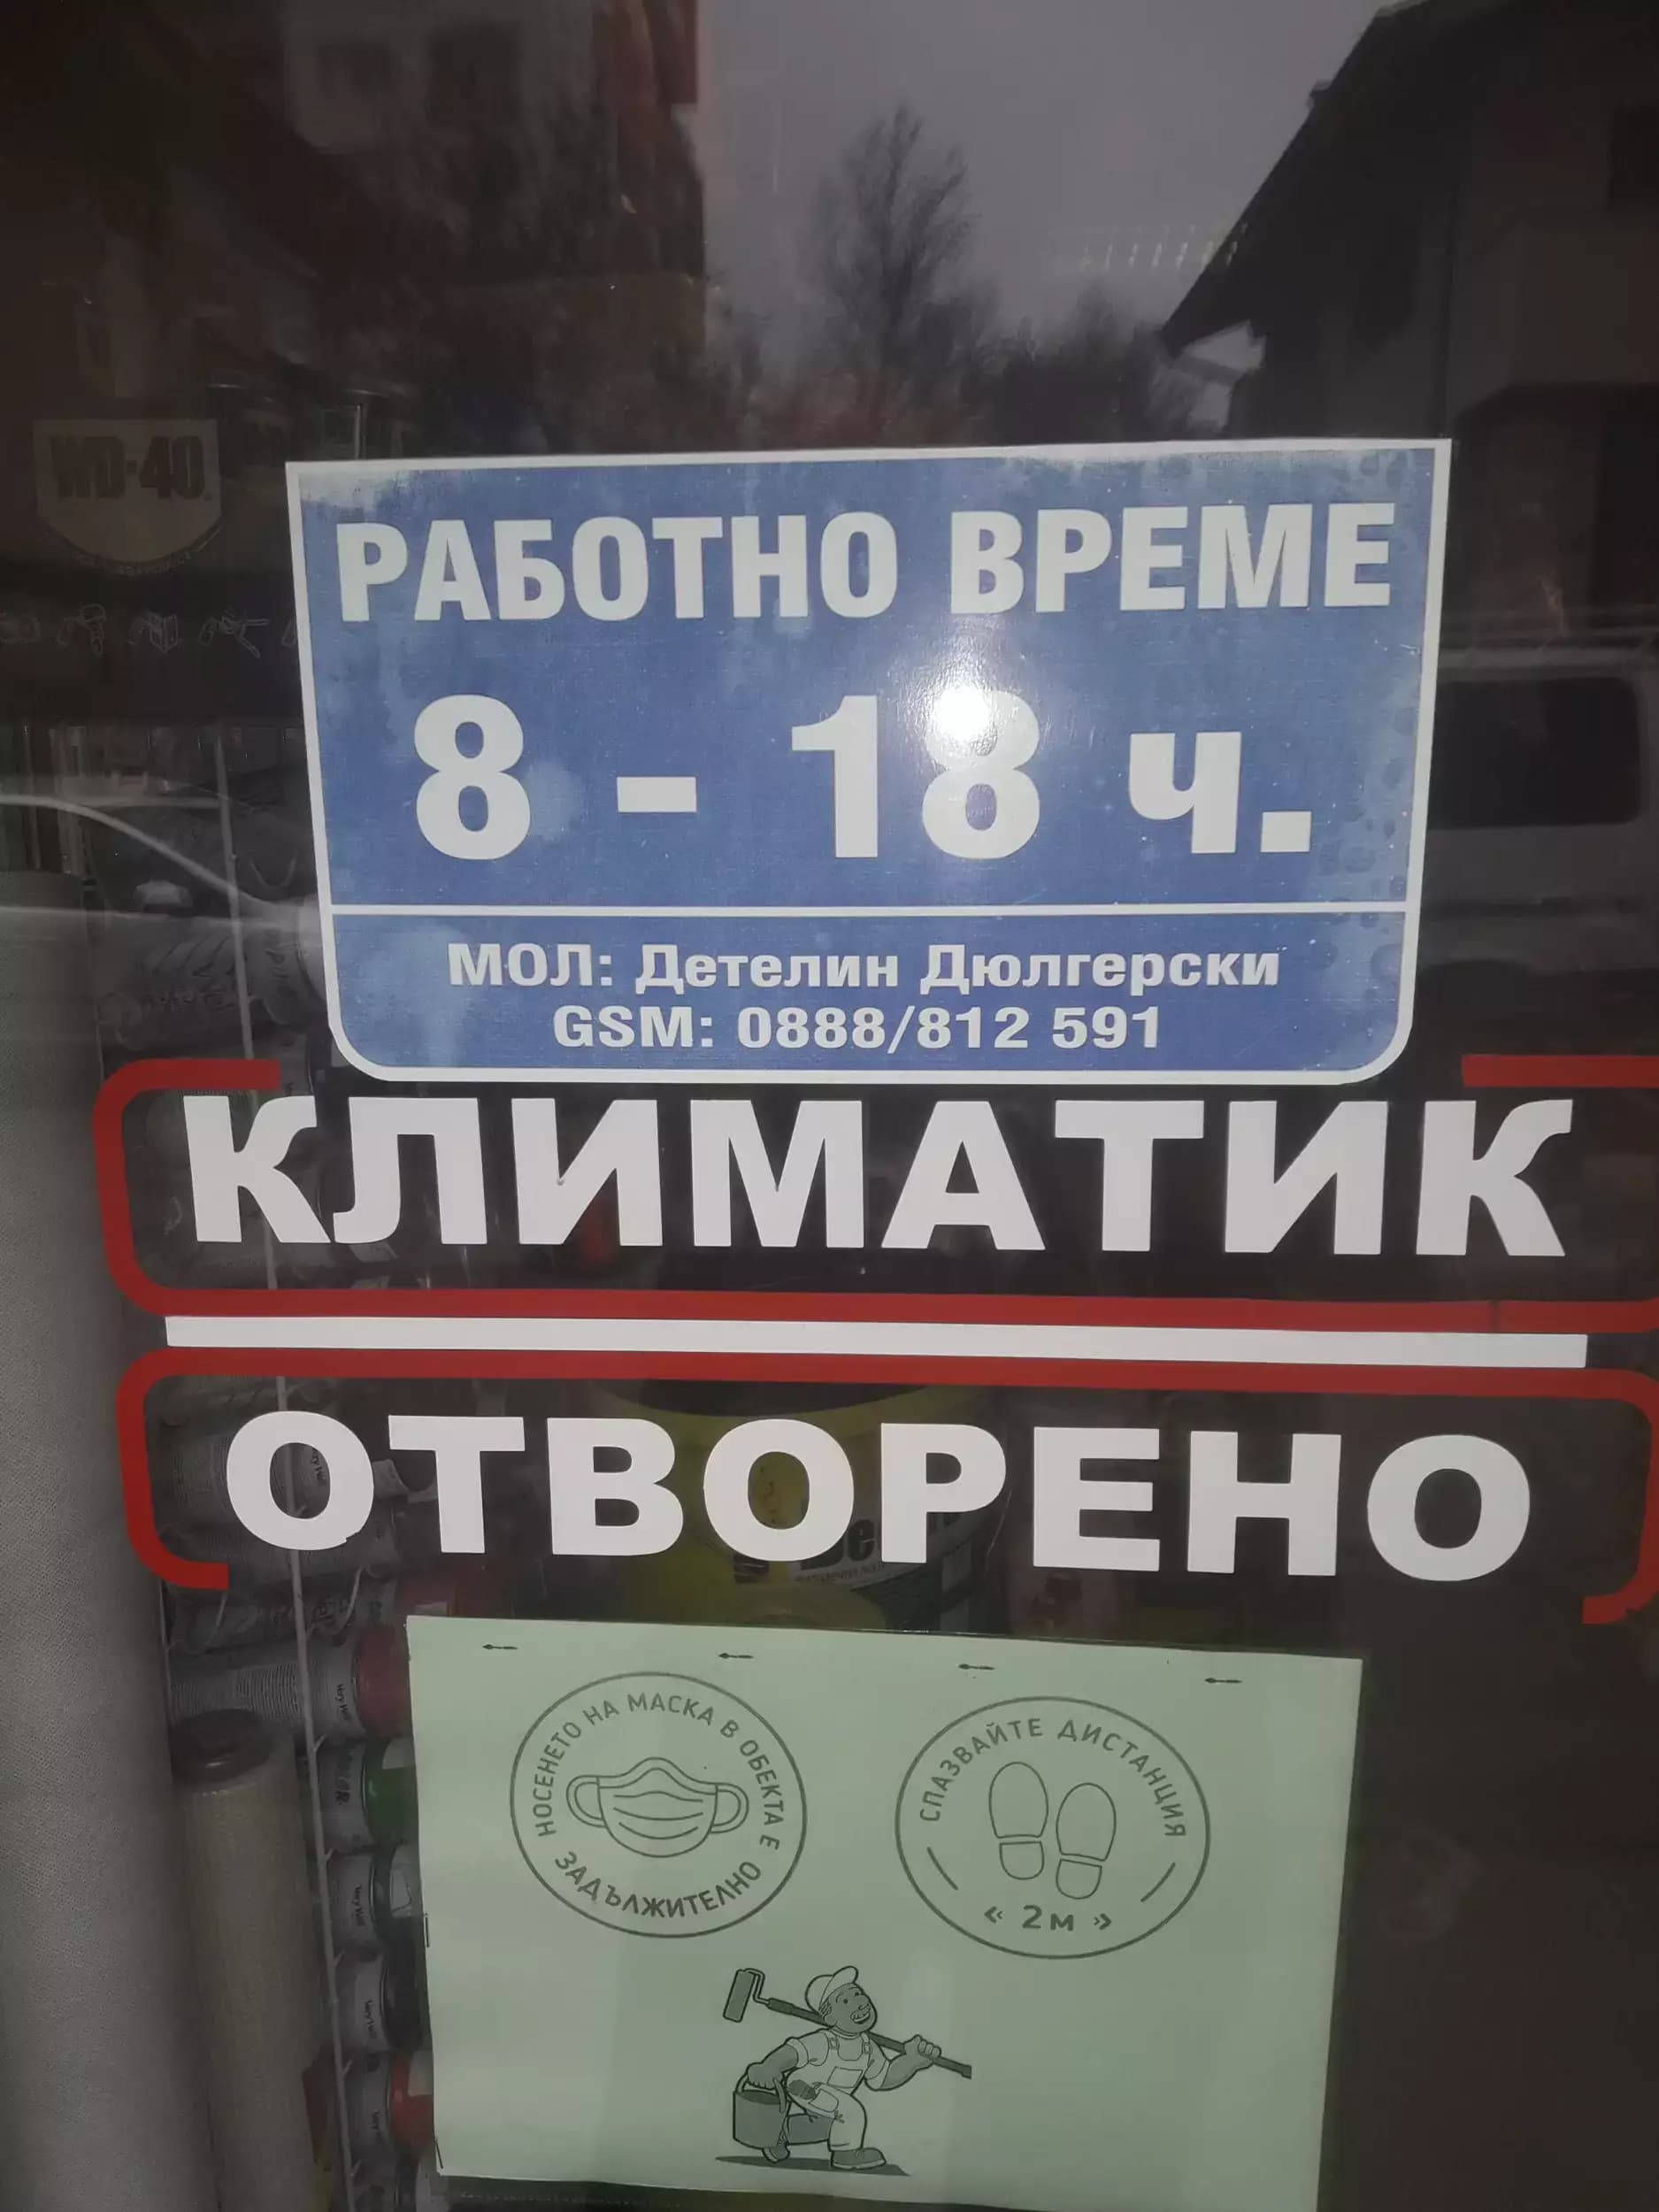 WD-40
РАБОТНО ВРЕМЕ
8 - 18 ч.
МОЛ: Детелин Дюлгерски
GSM: 0888/812 591
КЛИМАТИК
ОТВОРЕНО
НОСЕНЕТО НА МАСКА В ОБЕКТА Е
ЗАДЪЛЖИТЕЛНО
СПАЗВАЙТЕ ДИСТАНЦИЯ
« 2м »